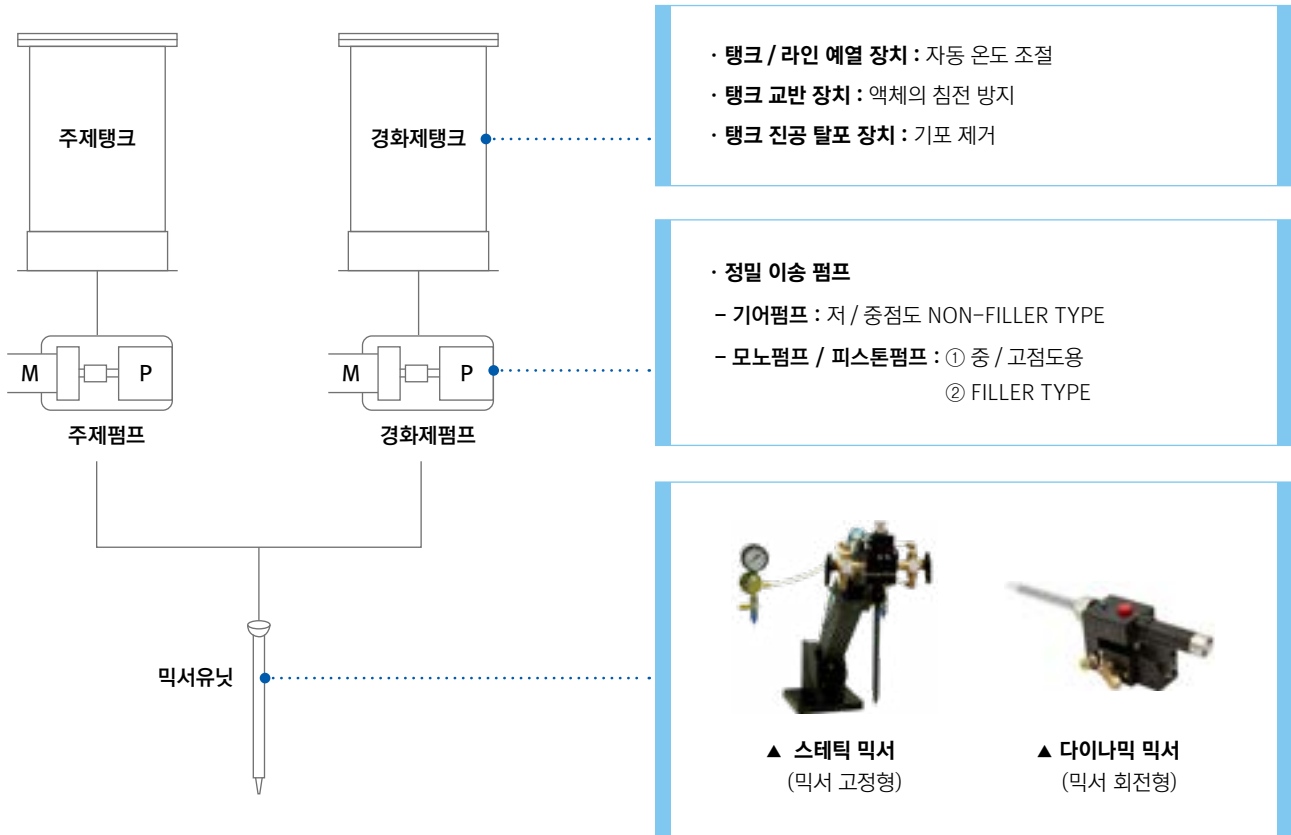 주제탱크
경화제탱크
· 탱크 / 라인 예열 장치 : 자동 온도 조절
· 탱크 교반 장치 : 액체의 침전 방지
· 탱크 진공 탈포 장치 : 기포 제거
M
P
주제펌프
M
P
경화제펌프
· 정밀 이송 펌프
- 기어펌프 : 저 / 중점도 NON-FILLER TYPE
- 모노펌프 / 피스톤펌프 : ① 중 / 고점도용
② FILLER TYPE
믹서유닛
▲ 스테틱 믹서
(믹서 고정형)
▲ 다이나믹 믹서
(믹서 회전형)